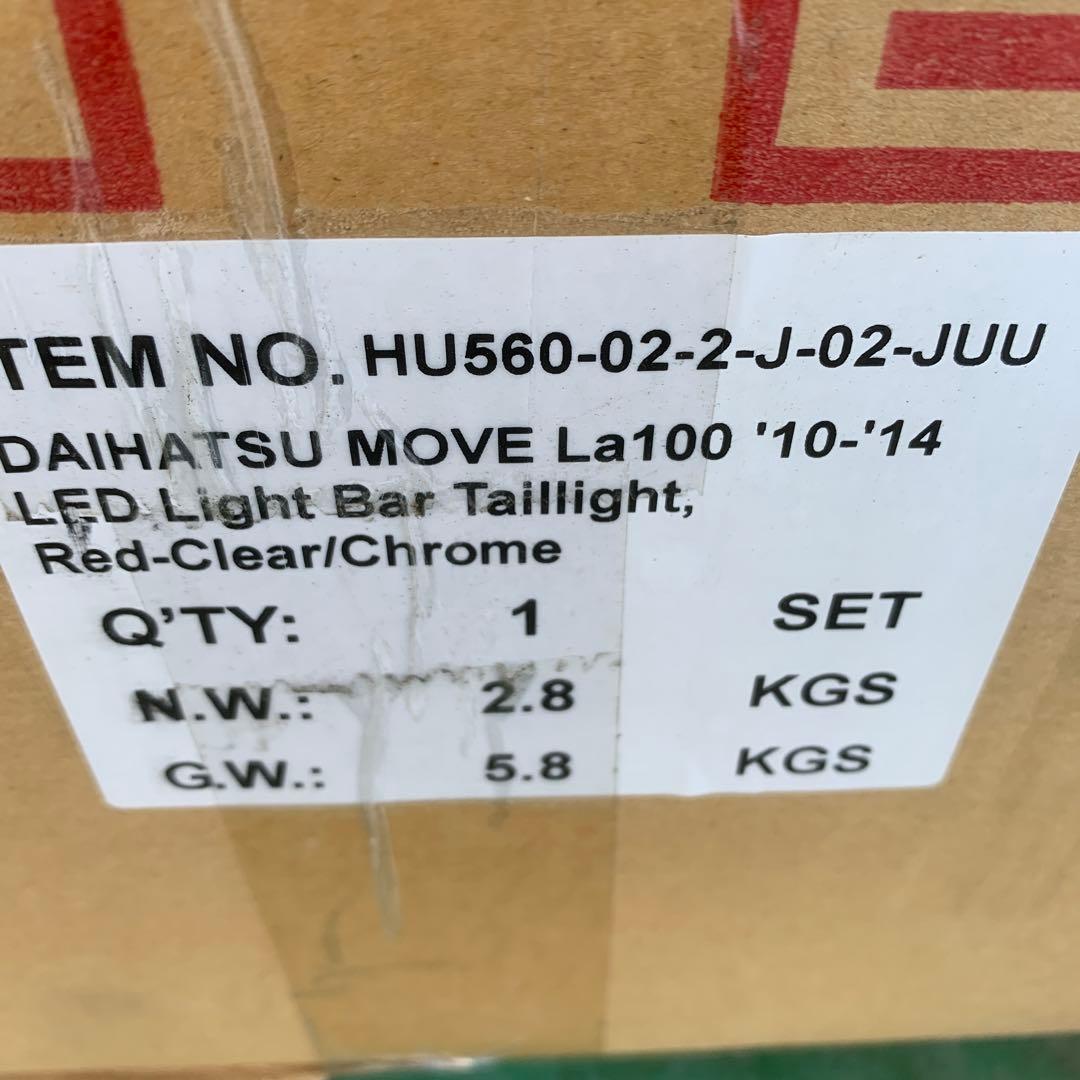 TEM NO. HU560-02-2-J-02-JUU
DAIHATSU MOVE La100 '10-'14
LED Light Bar Taillight,
Red-Clear/Chrome
Q'TY: 1 SET
N.W.: 2.8 KGS
G.W.: 5.8 KGS